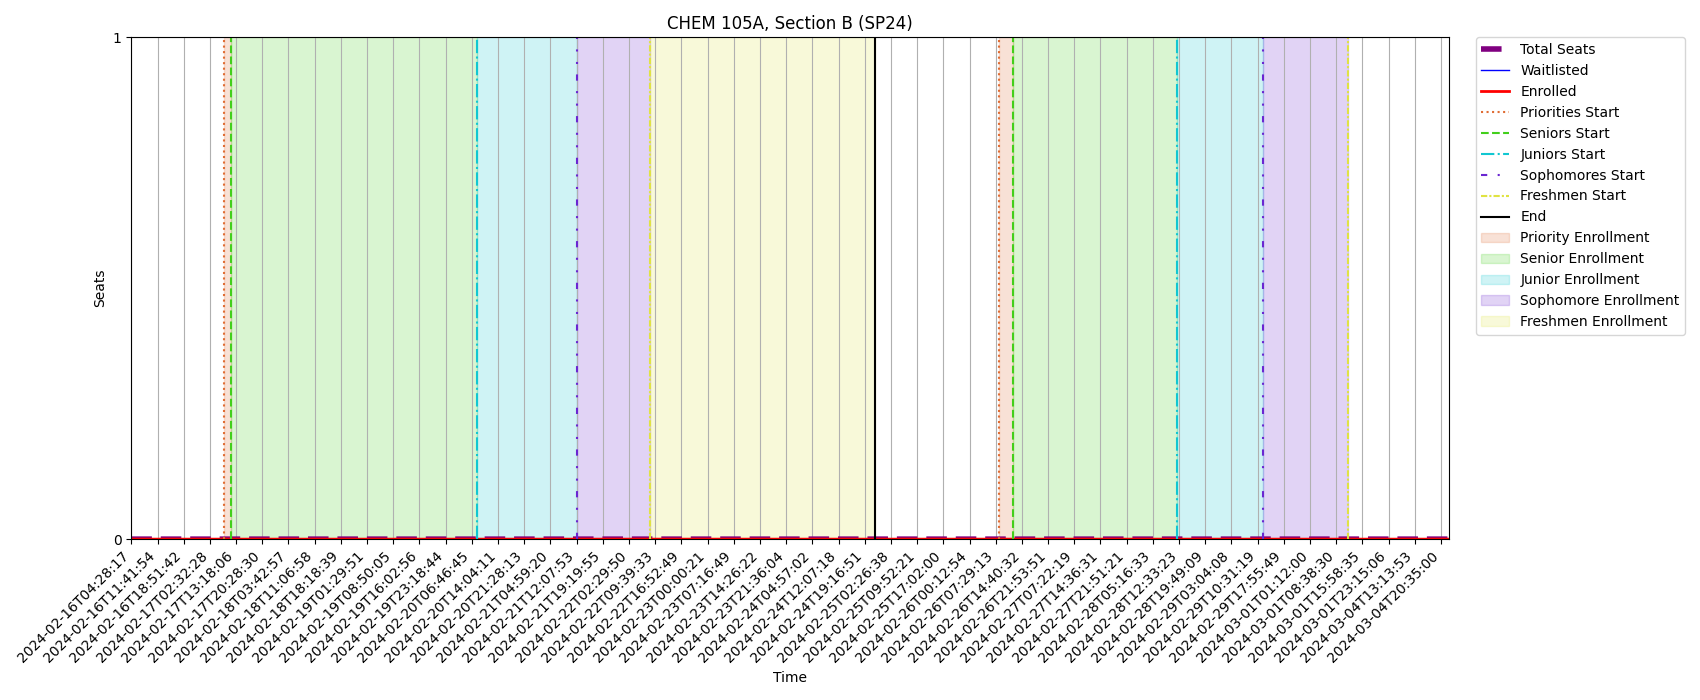 CHEM 105A, Section B (SP24)
1
0
Seats
2024-02-16T04:28:17
2024-02-16T11:41:54
2024-02-16T18:51:42
2024-02-17T02:32:28
2024-02-17T13:18:06
2024-02-17T20:28:30
2024-02-18T03:42:57
2024-02-18T11:06:58
2024-02-18T18:18:39
2024-02-19T01:29:51
2024-02-19T08:50:05
2024-02-19T16:02:56
2024-02-19T23:18:44
2024-02-20T06:46:45
2024-02-20T14:04:11
2024-02-20T21:28:13
2024-02-21T04:59:20
2024-02-21T12:07:53
2024-02-21T19:19:55
2024-02-22T02:29:50
2024-02-22T09:39:33
2024-02-22T16:52:49
2024-02-23T00:00:21
2024-02-23T07:16:49
2024-02-23T14:26:22
2024-02-23T21:36:04
2024-02-24T04:57:02
2024-02-24T12:07:18
2024-02-24T19:16:51
2024-02-25T02:26:38
2024-02-25T09:52:21
2024-02-25T17:02:00
2024-02-26T00:12:54
2024-02-26T07:29:13
2024-02-26T14:40:32
2024-02-26T21:53:51
2024-02-27T07:22:19
2024-02-27T14:36:31
2024-02-27T21:51:21
2024-02-28T05:16:33
2024-02-28T12:33:23
2024-02-28T19:49:09
2024-02-29T03:04:08
2024-02-29T10:31:19
2024-02-29T17:55:49
2024-03-01T01:12:00
2024-03-01T08:38:30
2024-03-01T15:58:35
2024-03-01T23:15:06
2024-03-04T13:13:53
2024-03-04T20:35:00
Time
Total Seats
Waitlisted
Enrolled
Priorities Start
Seniors Start
Juniors Start
Sophomores Start
Freshmen Start
End
Priority Enrollment
Senior Enrollment
Junior Enrollment
Sophomore Enrollment
Freshmen Enrollment